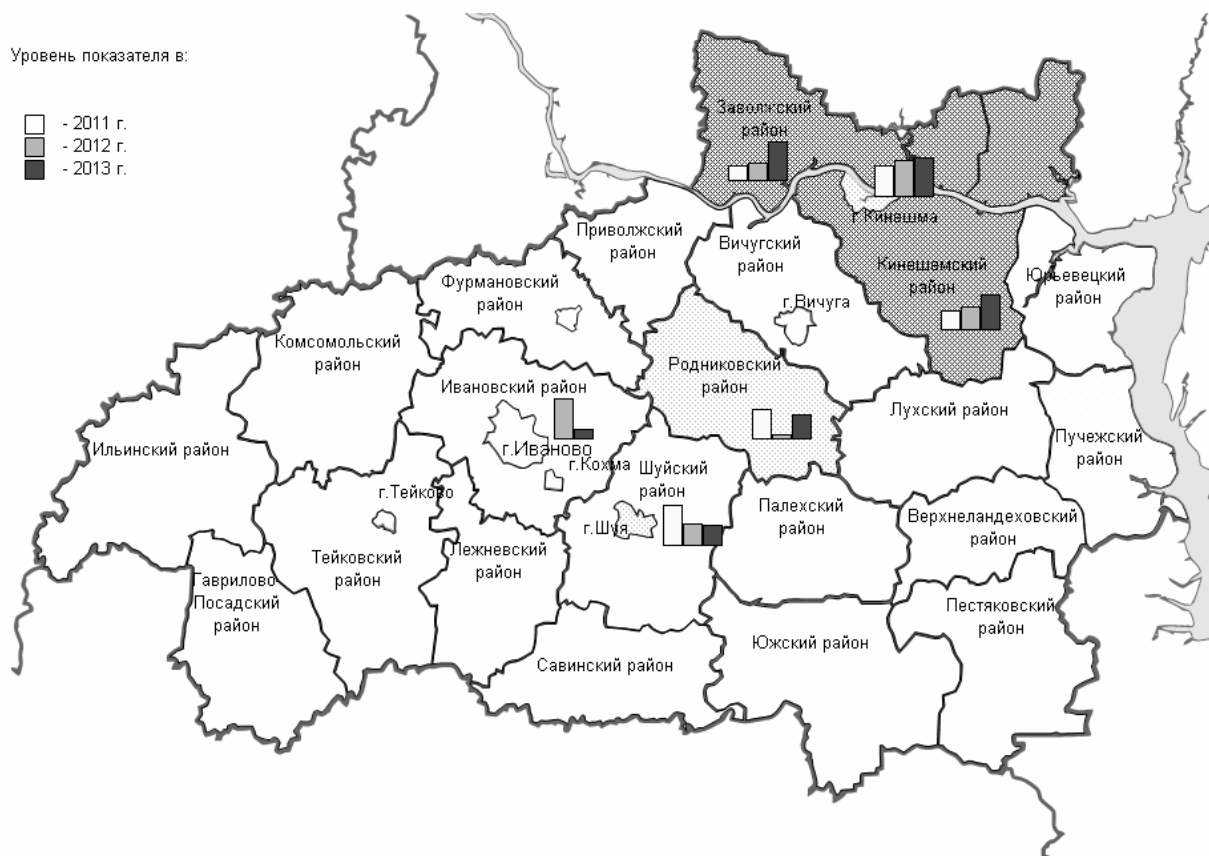 Уровень показателя в:
- 2011 г.
- 2012 г.
- 2013 г.
Заволжский
район
г.Кинешма
Приволжский
район
Вичугский
район
Кинешемский
район
Юрьевецкий
район
Фурмановский
район
г.Вичуга
Комсомольский
район
Родниковский
район
Ивановский район
Лухский район
Ильинский район
Пучежский
район
г.Иваново
г.Кохма
Шуйский
район
г.Тейково
г.Шуя
Палехский
район
Верхнеландеховский
район
Тейковский
район
Лежневский
район
Гаврилово-
Посадский
район
Пестяковский
район
Савинский район
Южский район